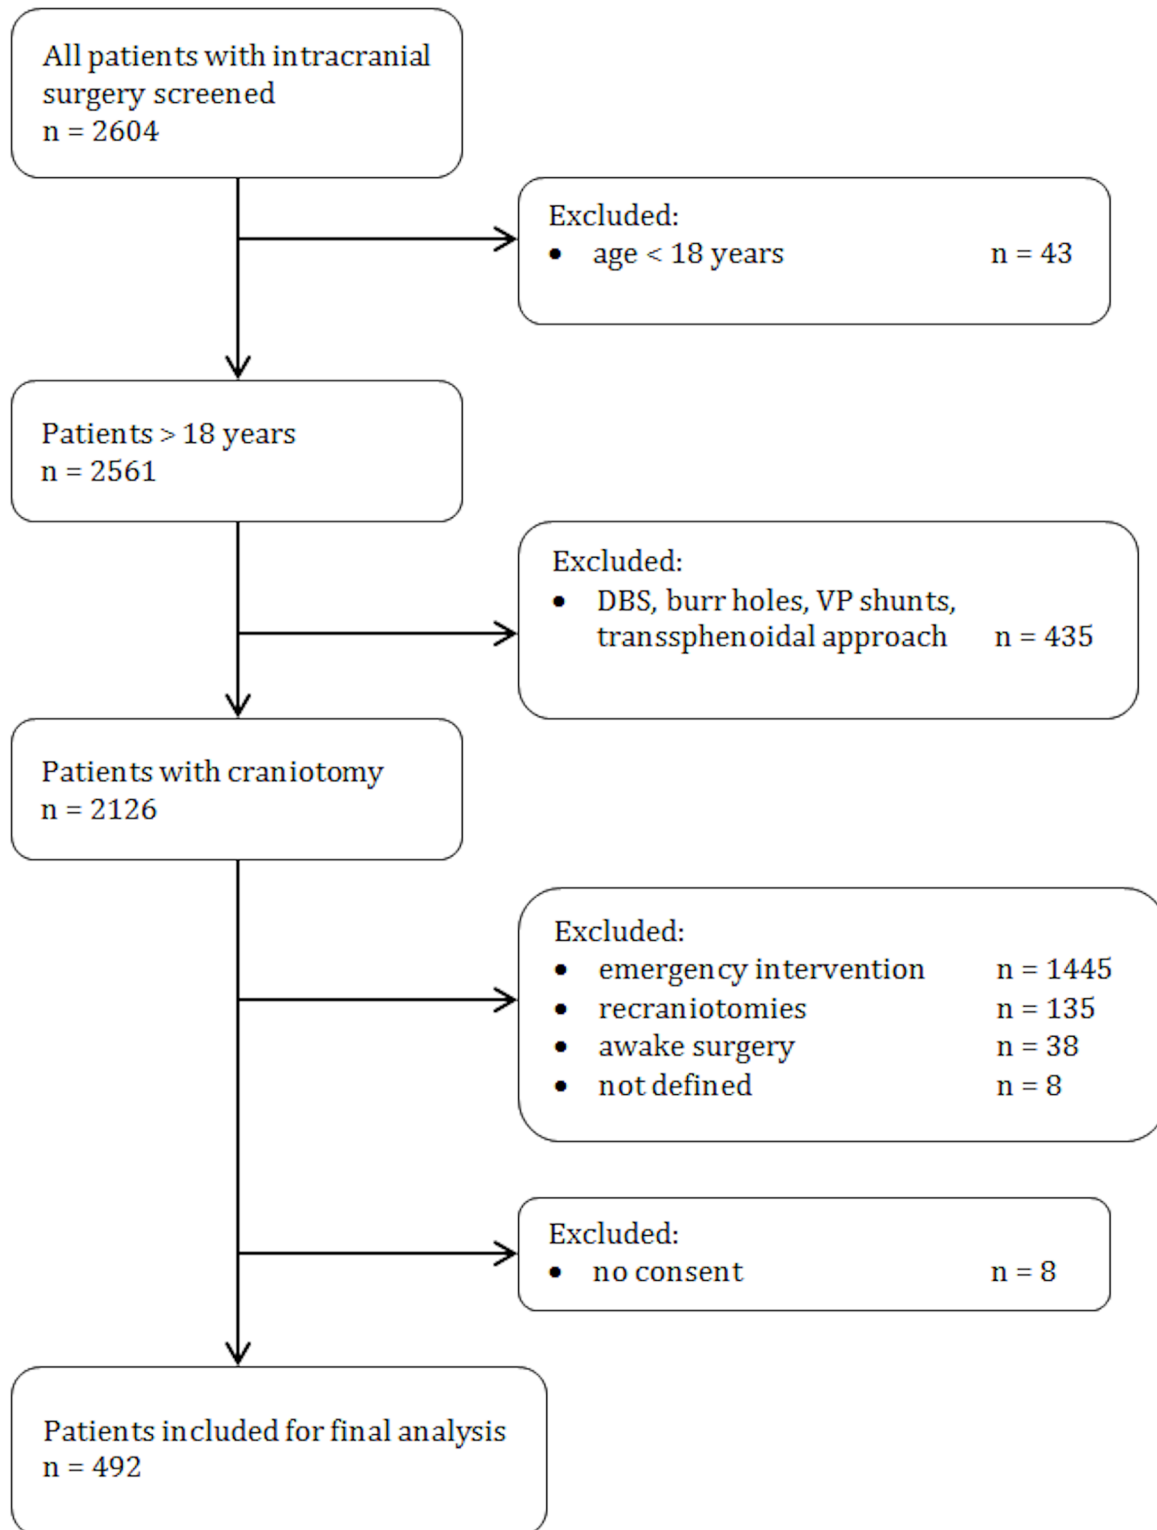 All patients with intracranial
surgery screened
n = 2604
Excluded:
• age < 18 years n = 43
Patients > 18 years
n = 2561
Excluded:
• DBS, burr holes, VP shunts,
transsphenoidal approach n = 435
Patients with craniotomy
n = 2126
Excluded:
• emergency intervention n = 1445
• recraniotomies n = 135
• awake surgery n = 38
• not defined n = 8
Excluded:
• no consent n = 8
Patients included for final analysis
n = 492